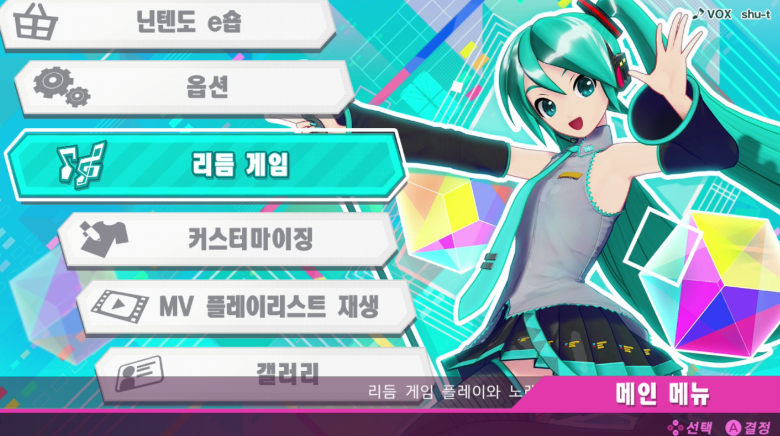 ♪VOX shu-t
닌텐도 e숍
옵션
리듬 게임
커스터마이징
MV 플레이리스트 재생
갤러리
리듬 게임 플레이와 노래
메인 메뉴
선택 A 결정